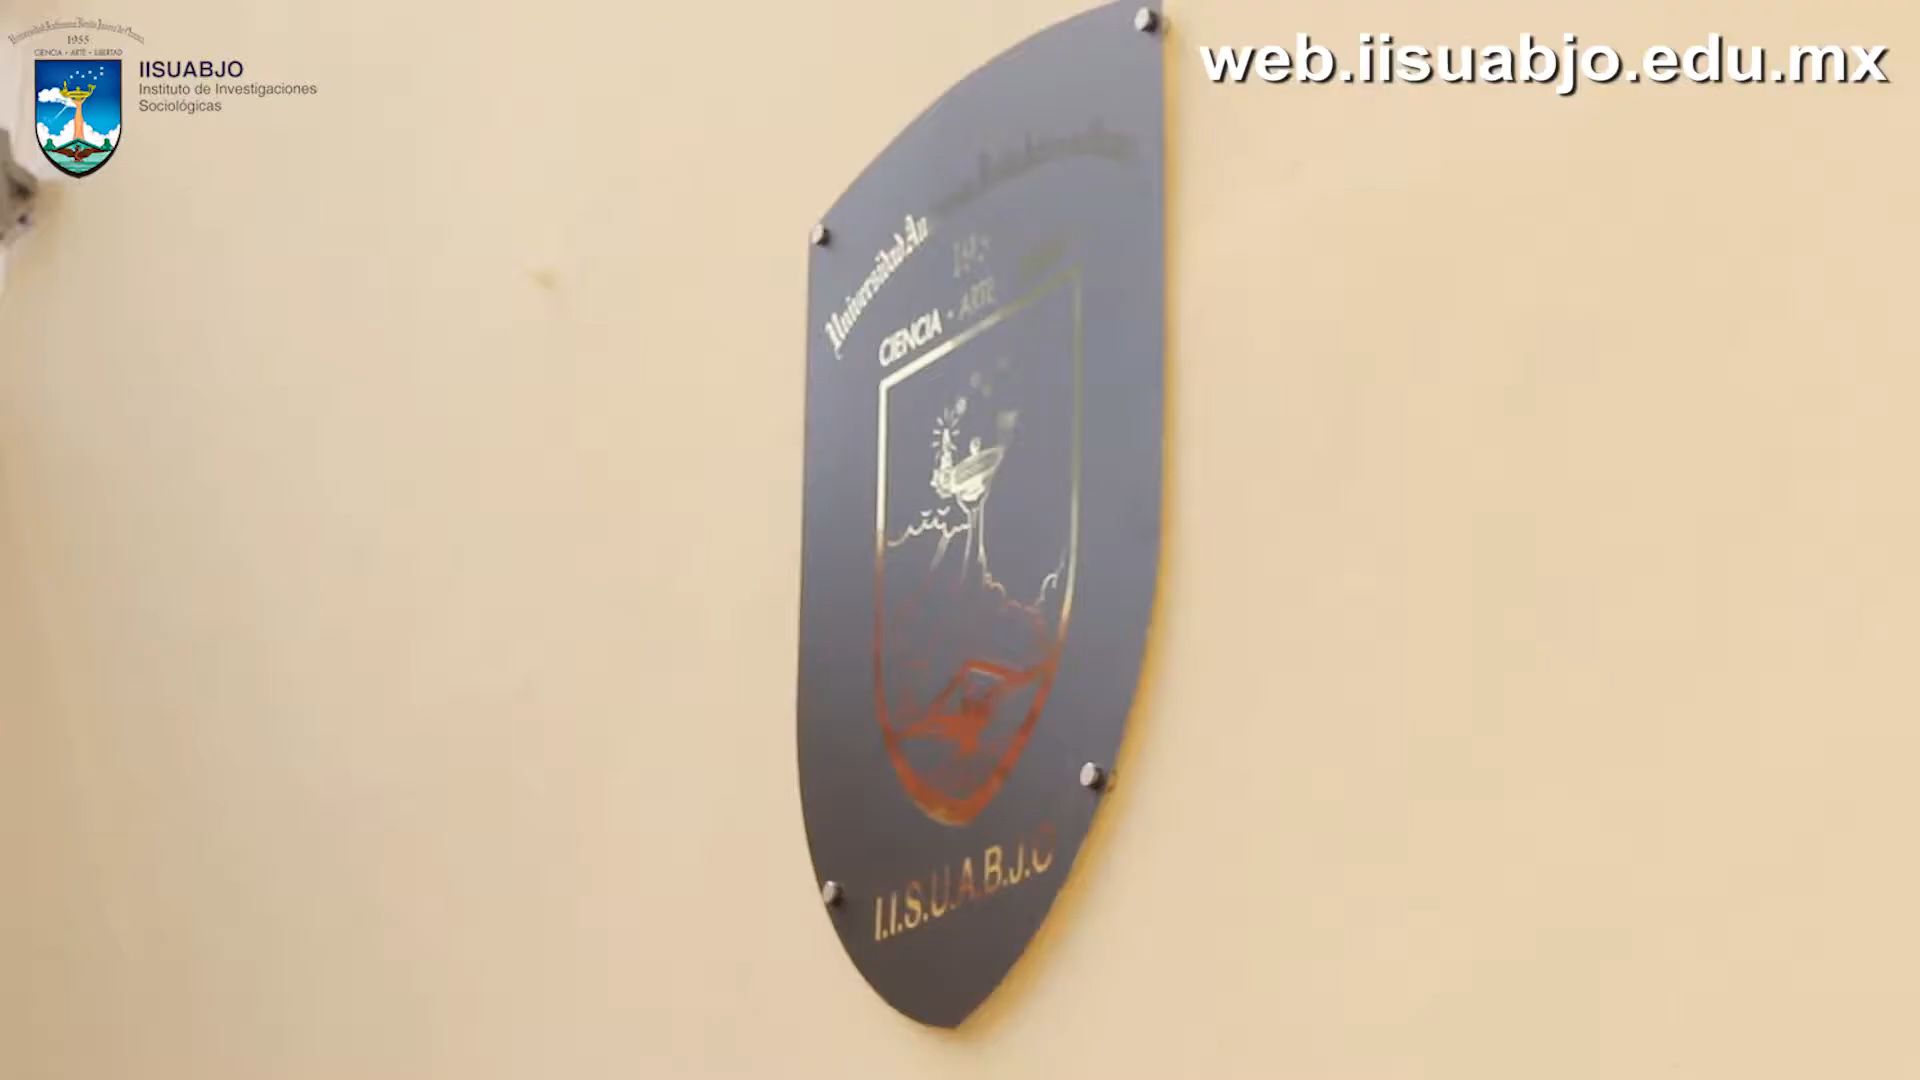 1955
CIENCIA - ARTE - LIBERTAD
IISUABJO
Instituto de Investigaciones
Sociológicas
web.iisuabjo.edu.mx
Universidad Au
CIENCIA - ARTE
I.I.S.U.A.B.J.O